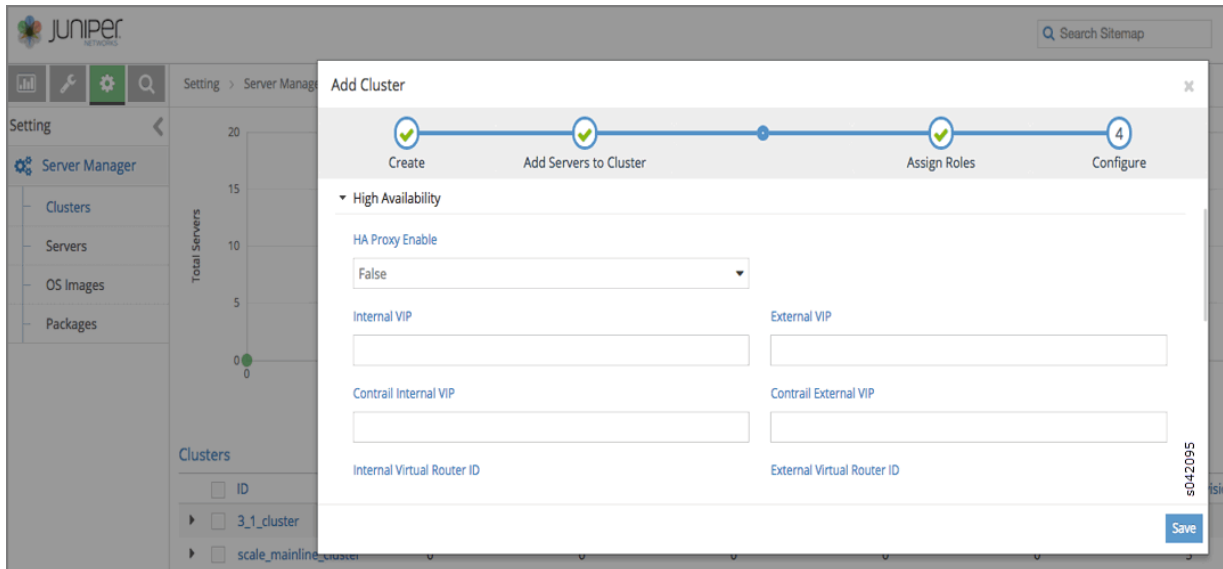 JUNIPER
NETWORKS
Search Sitemap
Setting > Server Manage
Setting
Server Manager
Clusters
Servers
OS Images
Packages
Total Servers
20
15
10
5
0
0
Add Cluster
×
Create
Add Servers to Cluster
Assign Roles
4
Configure
High Availability
HA Proxy Enable
False
Internal VIP
External VIP
Contrail Internal VIP
Contrail External VIP
Internal Virtual Router ID
External Virtual Router ID
s042095
Save
Clusters
ID
3_1_cluster
scale_mainline_cluster